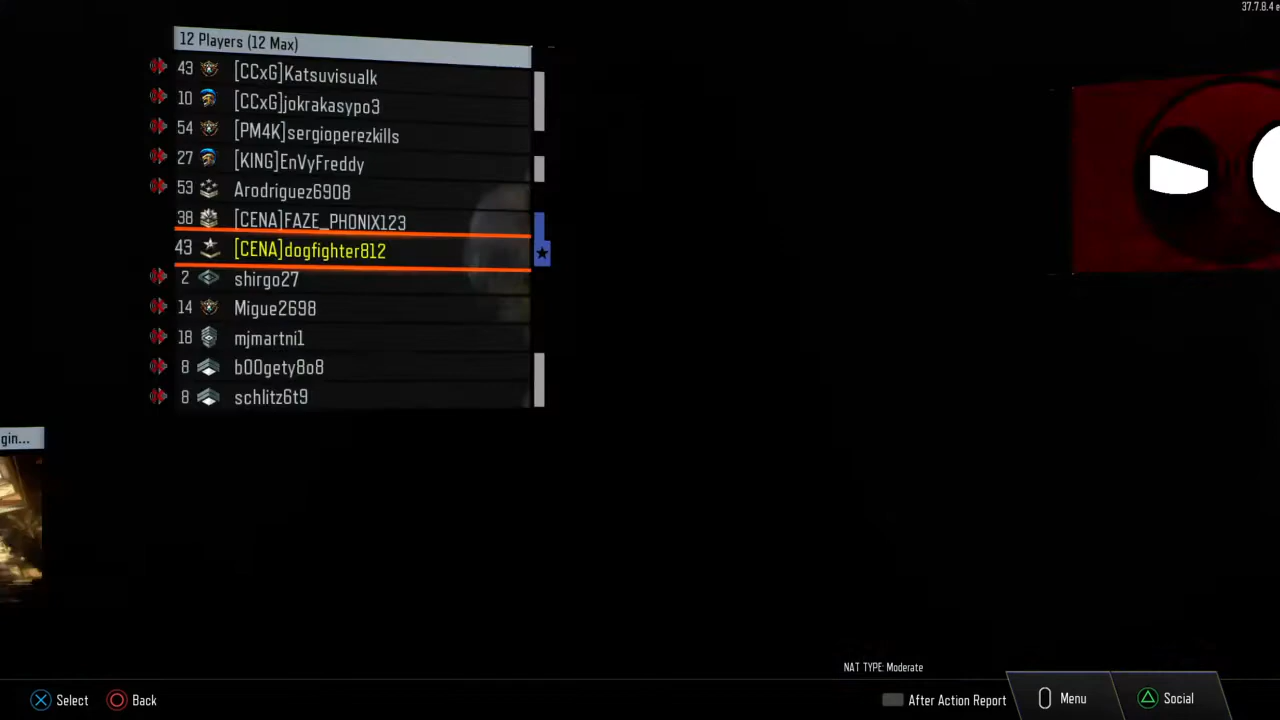 37.7.8.4
12 Players (12 Max)
43 [CCxG]Katsuvisualk
10 [CCxG]jokrakasypo3
54 [PM4K]sergioperezkills
27 [KING]EnVyFreddy
53 Arodriguez6908
38 [CENA]FAZE_PHONIX123
43 [CENA]dogfighter812
2 shirgo27
14 Migue2698
18 mjmartni1
8 b00gety8o8
8 schlitz6t9
gin...
NAT TYPE: Moderate
Select Back After Action Report Menu Social